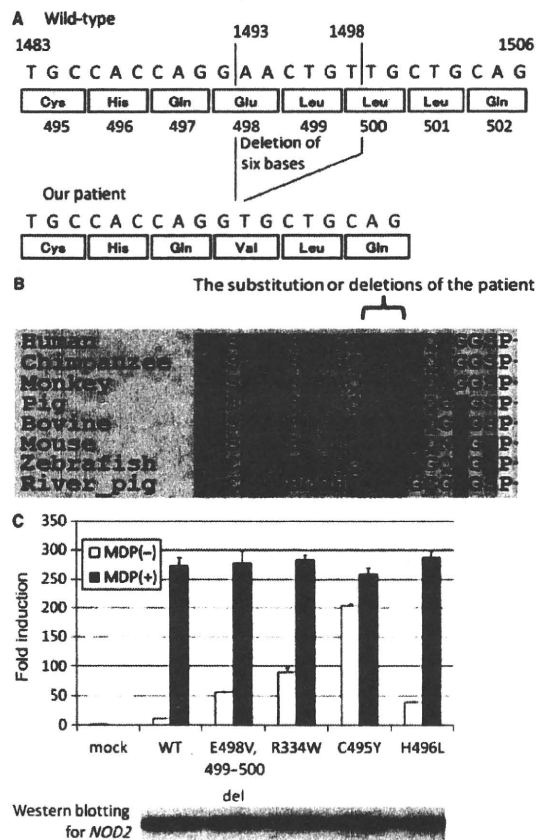 A Wild-type
1493 1498
1483 1506
T G C C A C C A G G A A C T G T T G C T G C A G
Cys His Gln Glu Leu Leu Leu Gln
495 496 497 498 499 500 501 502
Deletion of
six bases
Our patient
T G C C A C C A G G T G C T G C A G
Cys His Gln Val Leu Gln
B The substitution or deletions of the patient
Human
Chimpanzee
Monkey
Pig
Bovine
Mouse
Zebrafish
River_pig
C
350
300
250
200
150
100
50
0
Fold induction
MDP(−)
MDP(+)
mock WT E498V, R334W C495Y H496L
499–500
del
Western blotting
for NOD2